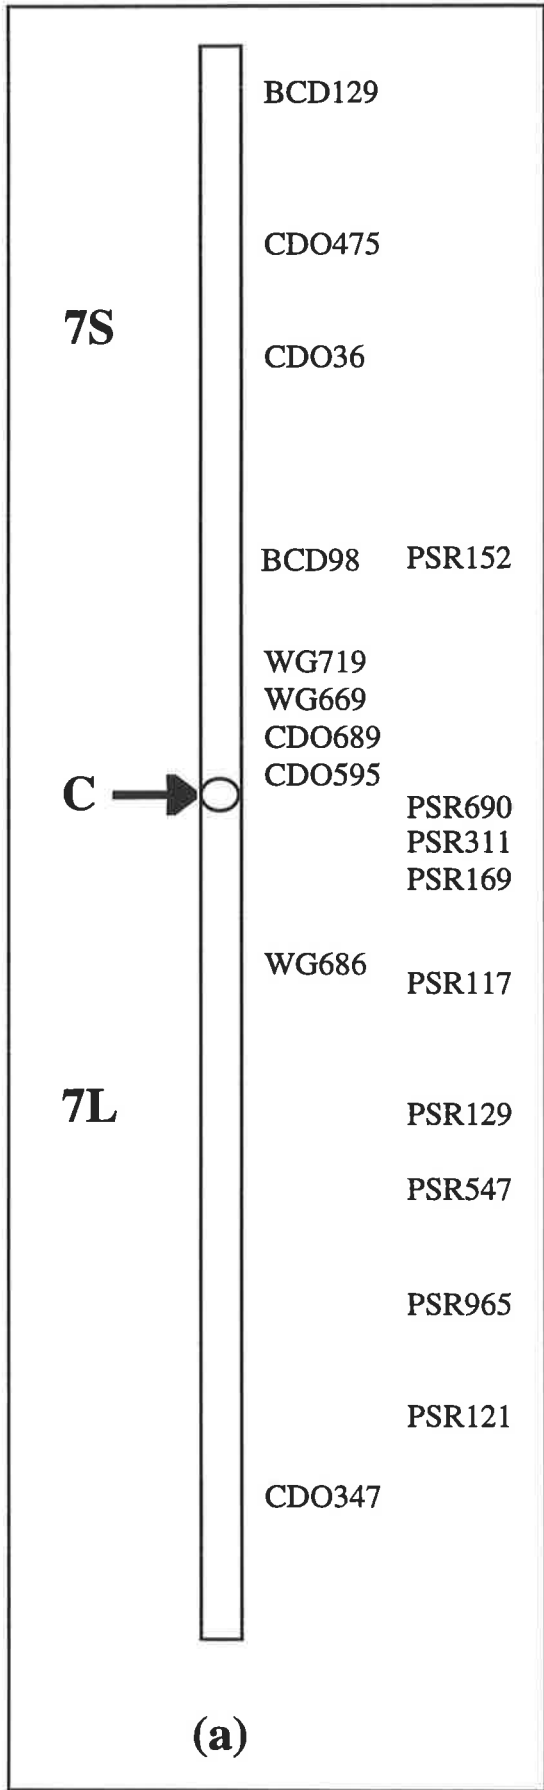 BCD129
CDO475
7S
CDO36
BCD98 PSR152
WG719
WG669
CDO689
CDO595
C
PSR690
PSR311
PSR169
WG686
PSR117
7L
PSR129
PSR547
PSR965
PSR121
CDO347
(a)